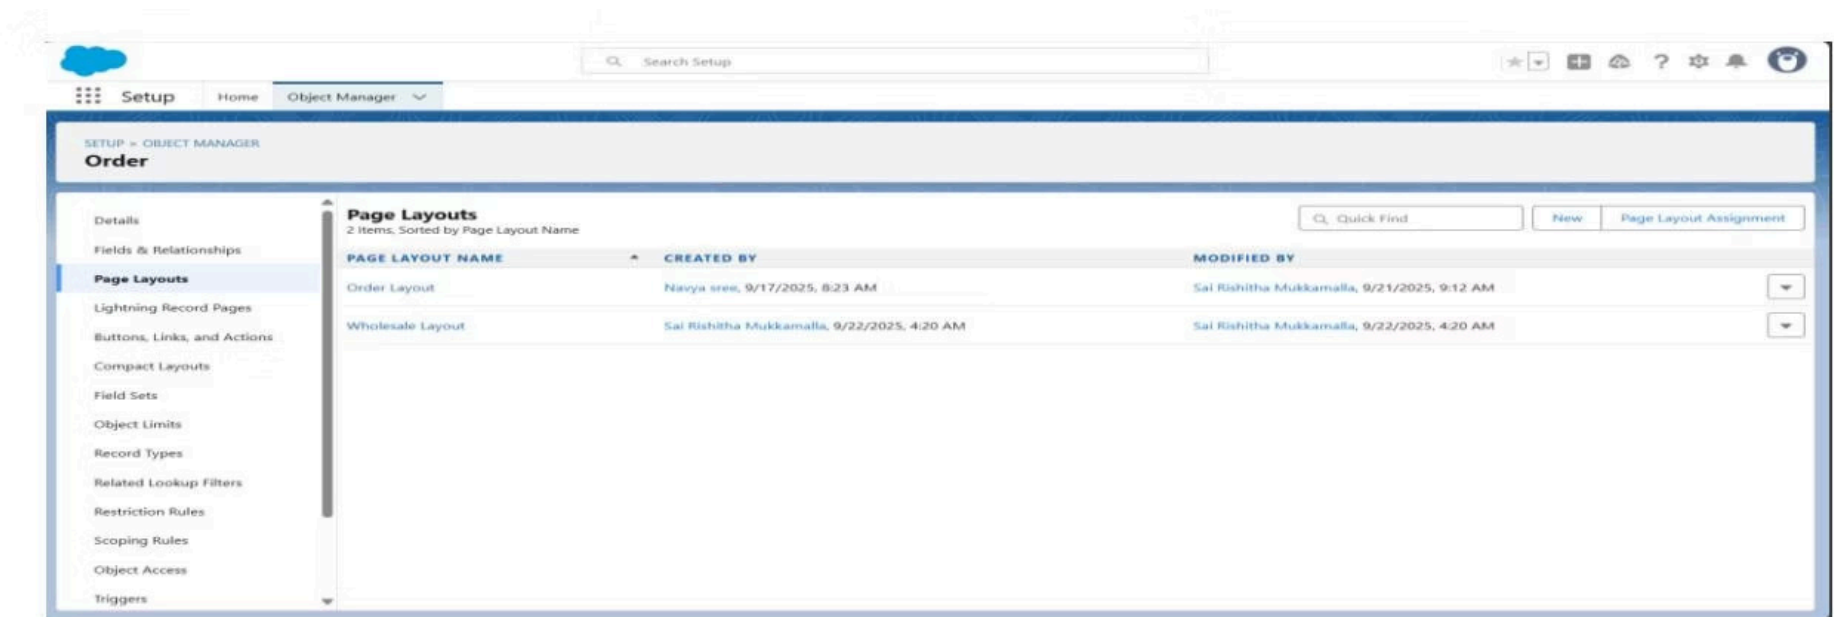 Search Setup
Setup Home Object Manager
SETUP > OBJECT MANAGER
Order
Details
Fields & Relationships
Page Layouts
Lightning Record Pages
Buttons, Links, and Actions
Compact Layouts
Field Sets
Object Limits
Record Types
Related Lookup Filters
Restriction Rules
Scoping Rules
Object Access
Triggers
Page Layouts
2 Items, Sorted by Page Layout Name
Quick Find New Page Layout Assignment
PAGE LAYOUT NAME CREATED BY MODIFIED BY
Order Layout Navya sree, 9/17/2025, 8:23 AM Sai Rishitha Mukkamalla, 9/21/2025, 9:12 AM
Wholesale Layout Sai Rishitha Mukkamalla, 9/22/2025, 4:20 AM Sai Rishitha Mukkamalla, 9/22/2025, 4:20 AM